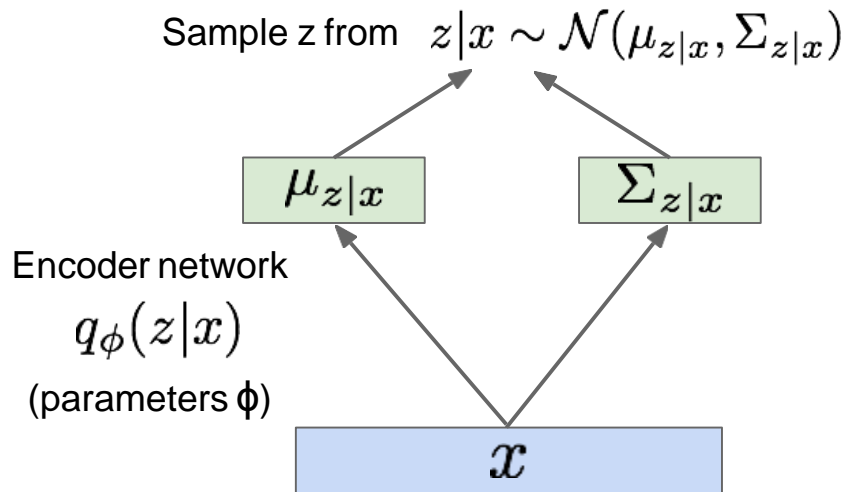 Sample z from z|x ∼ 𝒩(μ_{z|x}, Σ_{z|x})
μ_{z|x} Σ_{z|x}
Encoder network
q_ϕ(z|x)
(parameters ϕ)
x